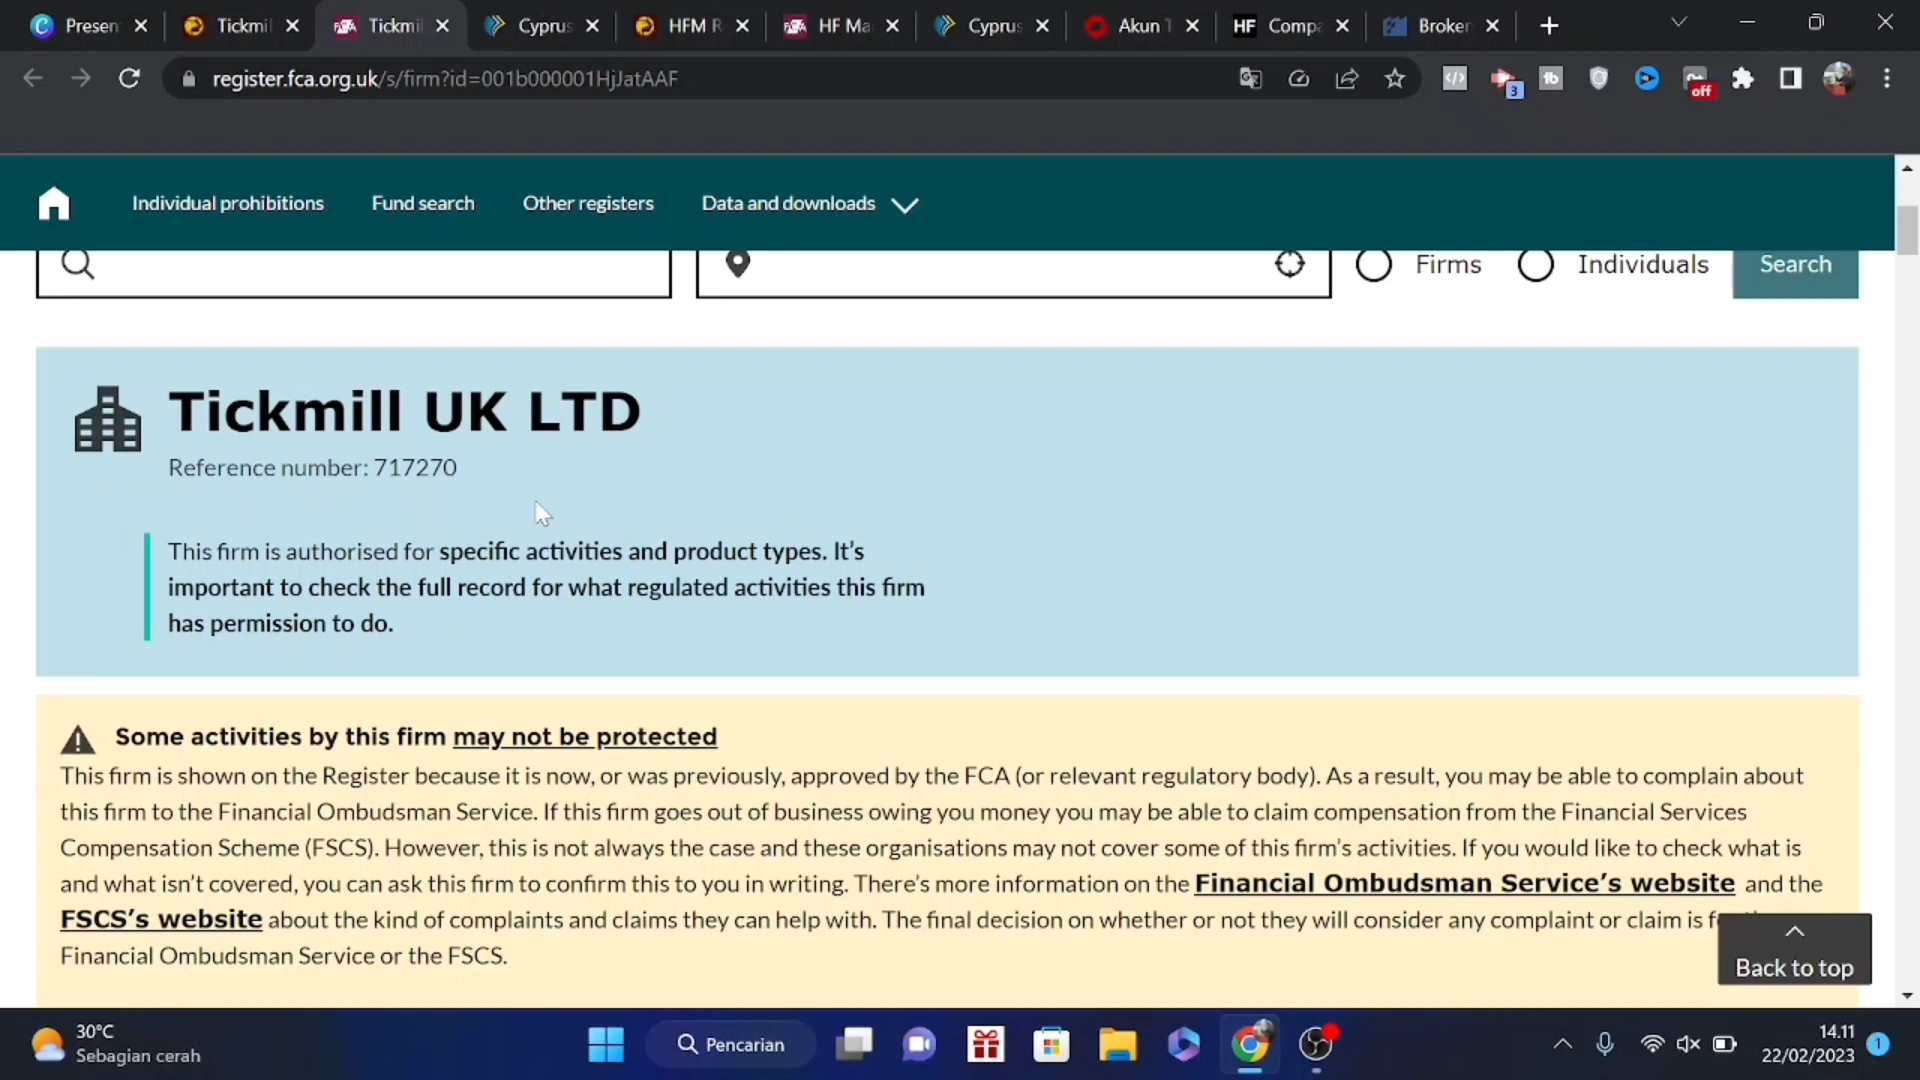 Presen Tickmil Tickmil Cyprus HFM R HF Ma Cyprus Akun T HF Compa Broker
register.fca.org.uk/s/firm?id=001b000001HjJatAAF
3 tb off
Individual prohibitions Fund search Other registers Data and downloads
Firms Individuals Search
Tickmill UK LTD
Reference number: 717270
This firm is authorised for specific activities and product types. It's
important to check the full record for what regulated activities this firm
has permission to do.
Some activities by this firm may not be protected
This firm is shown on the Register because it is now, or was previously, approved by the FCA (or relevant regulatory body). As a result, you may be able to complain about
this firm to the Financial Ombudsman Service. If this firm goes out of business owing you money you may be able to claim compensation from the Financial Services
Compensation Scheme (FSCS). However, this is not always the case and these organisations may not cover some of this firm's activities. If you would like to check what is
and what isn't covered, you can ask this firm to confirm this to you in writing. There's more information on the Financial Ombudsman Service's website and the
FSCS's website about the kind of complaints and claims they can help with. The final decision on whether or not they will consider any complaint or claim is
Financial Ombudsman Service or the FSCS.
Back to top
30°C
Sebagian cerah
Pencarian
14.11
22/02/2023
1